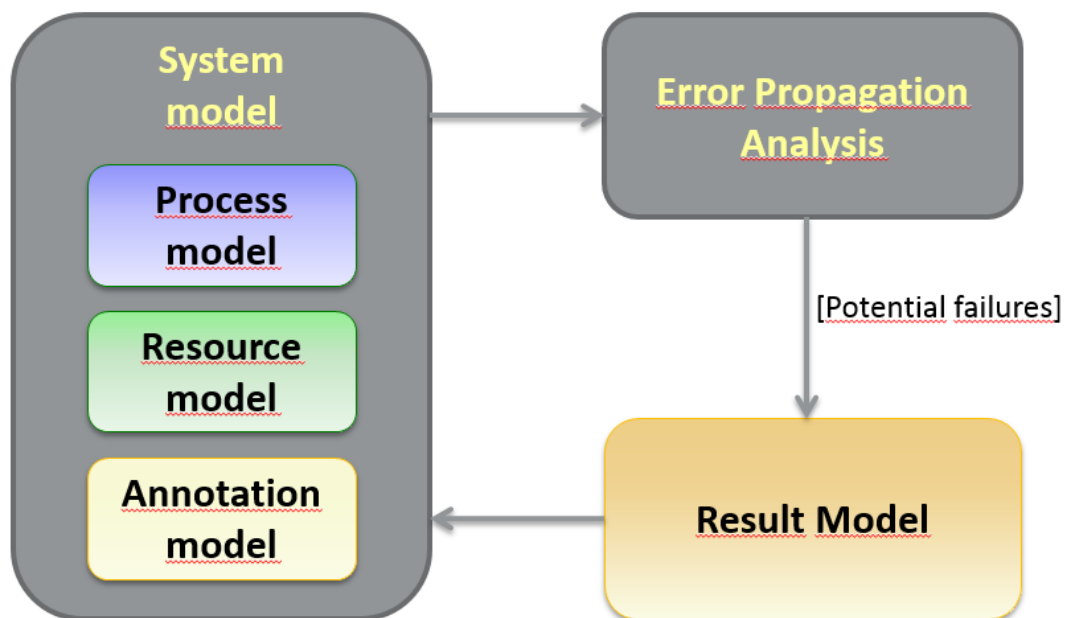 System
model
Process
model
Resource
model
Annotation
model
Error Propagation
Analysis
[Potential failures]
Result Model